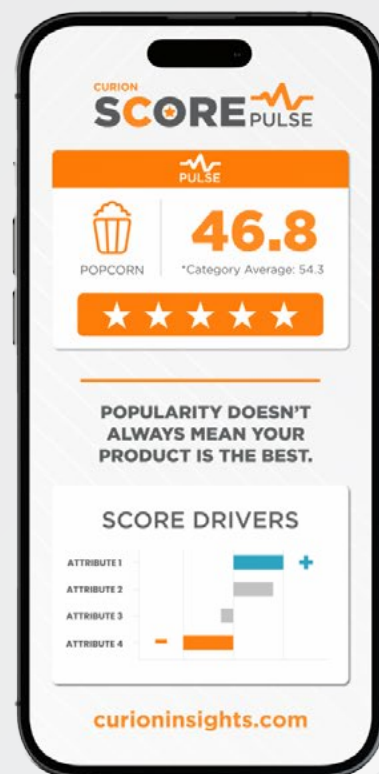 CURION
SCORE PULSE
PULSE
POPCORN
46.8
*Category Average: 54.3
POPULARITY DOESN'T
ALWAYS MEAN YOUR
PRODUCT IS THE BEST.
SCORE DRIVERS
ATTRIBUTE 1
+
ATTRIBUTE 2
ATTRIBUTE 3
ATTRIBUTE 4
–
curioninsights.com